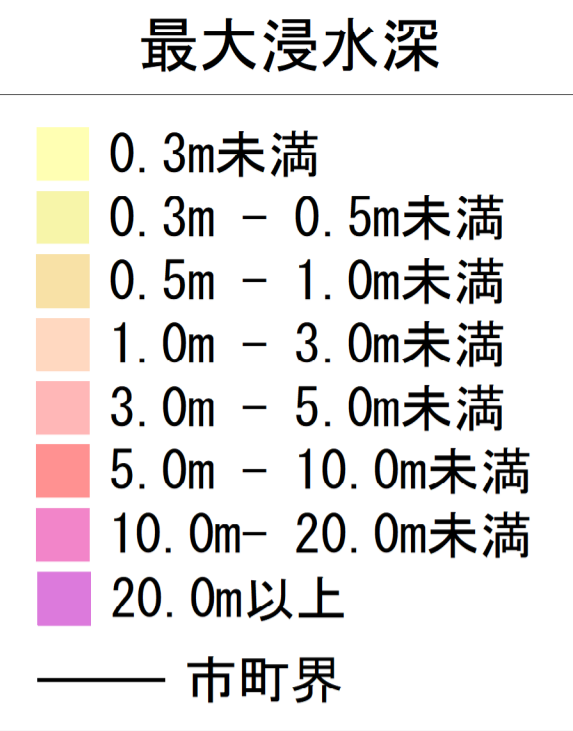 最大浸水深
0.3m未満
0.3m - 0.5m未満
0.5m - 1.0m未満
1.0m - 3.0m未満
3.0m - 5.0m未満
5.0m - 10.0m未満
10.0m- 20.0m未満
20.0m以上
市町界